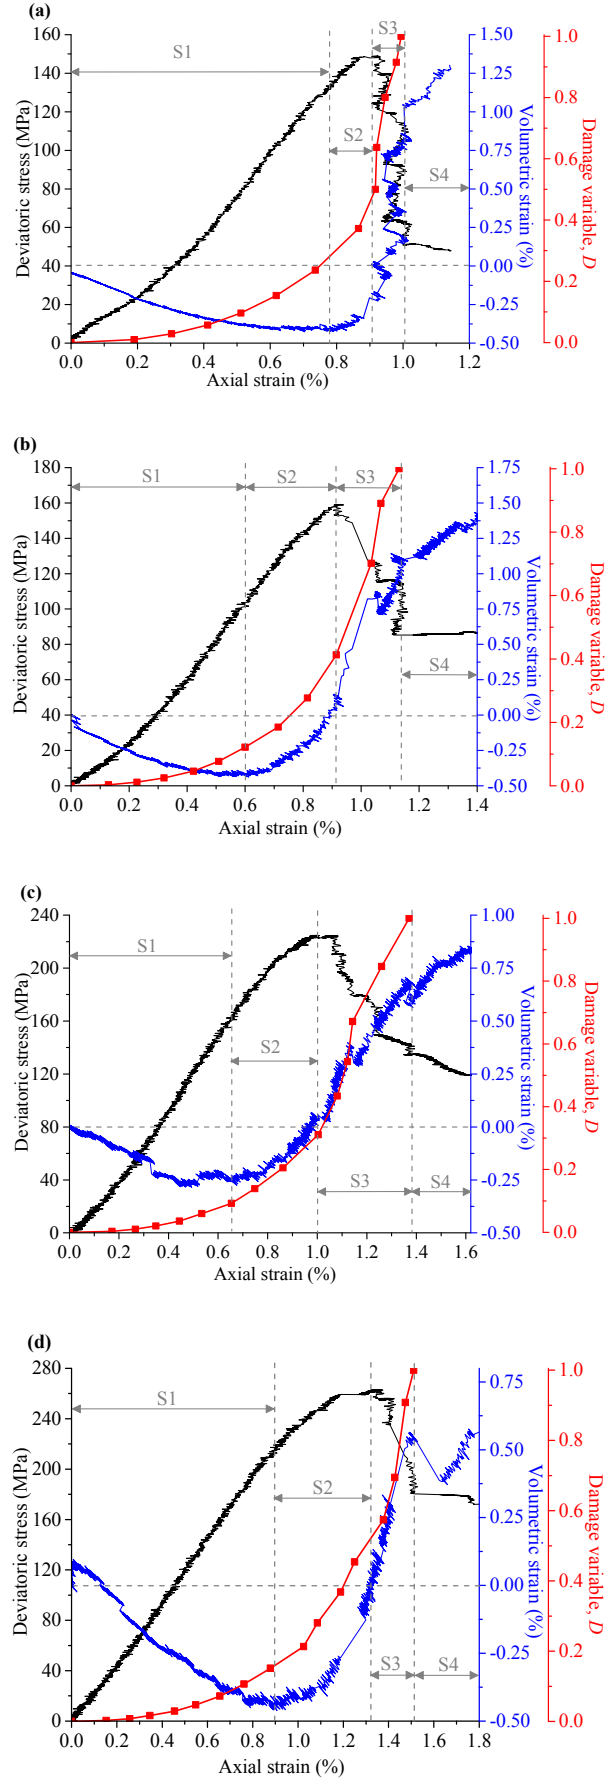 (a)
160
140
120
100
80
60
40
20
0
Deviatoric stress (MPa)
S1
S2
S3
S4
1.50
1.25
1.00
0.75
0.50
0.25
0.00
-0.25
-0.50
Volumetric strain (%)
1.0
0.8
0.6
0.4
0.2
0.0
Damage variable, D
0.0 0.2 0.4 0.6 0.8 1.0 1.2
Axial strain (%)
(b)
180
160
140
120
100
80
60
40
20
0
Deviatoric stress (MPa)
S1
S2
S3
S4
1.75
1.50
1.25
1.00
0.75
0.50
0.25
0.00
-0.25
-0.50
Volumetric strain (%)
1.0
0.8
0.6
0.4
0.2
0.0
Damage variable, D
0.0 0.2 0.4 0.6 0.8 1.0 1.2 1.4
Axial strain (%)
(c)
240
200
160
120
80
40
0
Deviatoric stress (MPa)
S1
S2
S3
S4
1.00
0.75
0.50
0.25
0.00
-0.25
-0.50
Volumetric strain (%)
1.0
0.8
0.6
0.4
0.2
0.0
Damage variable, D
0.0 0.2 0.4 0.6 0.8 1.0 1.2 1.4 1.6
Axial strain (%)
(d)
280
240
200
160
120
80
40
0
Deviatoric stress (MPa)
S1
S2
S3
S4
0.75
0.50
0.25
0.00
-0.25
-0.50
Volumetric strain (%)
1.0
0.8
0.6
0.4
0.2
0.0
Damage variable, D
0.0 0.2 0.4 0.6 0.8 1.0 1.2 1.4 1.6 1.8
Axial strain (%)